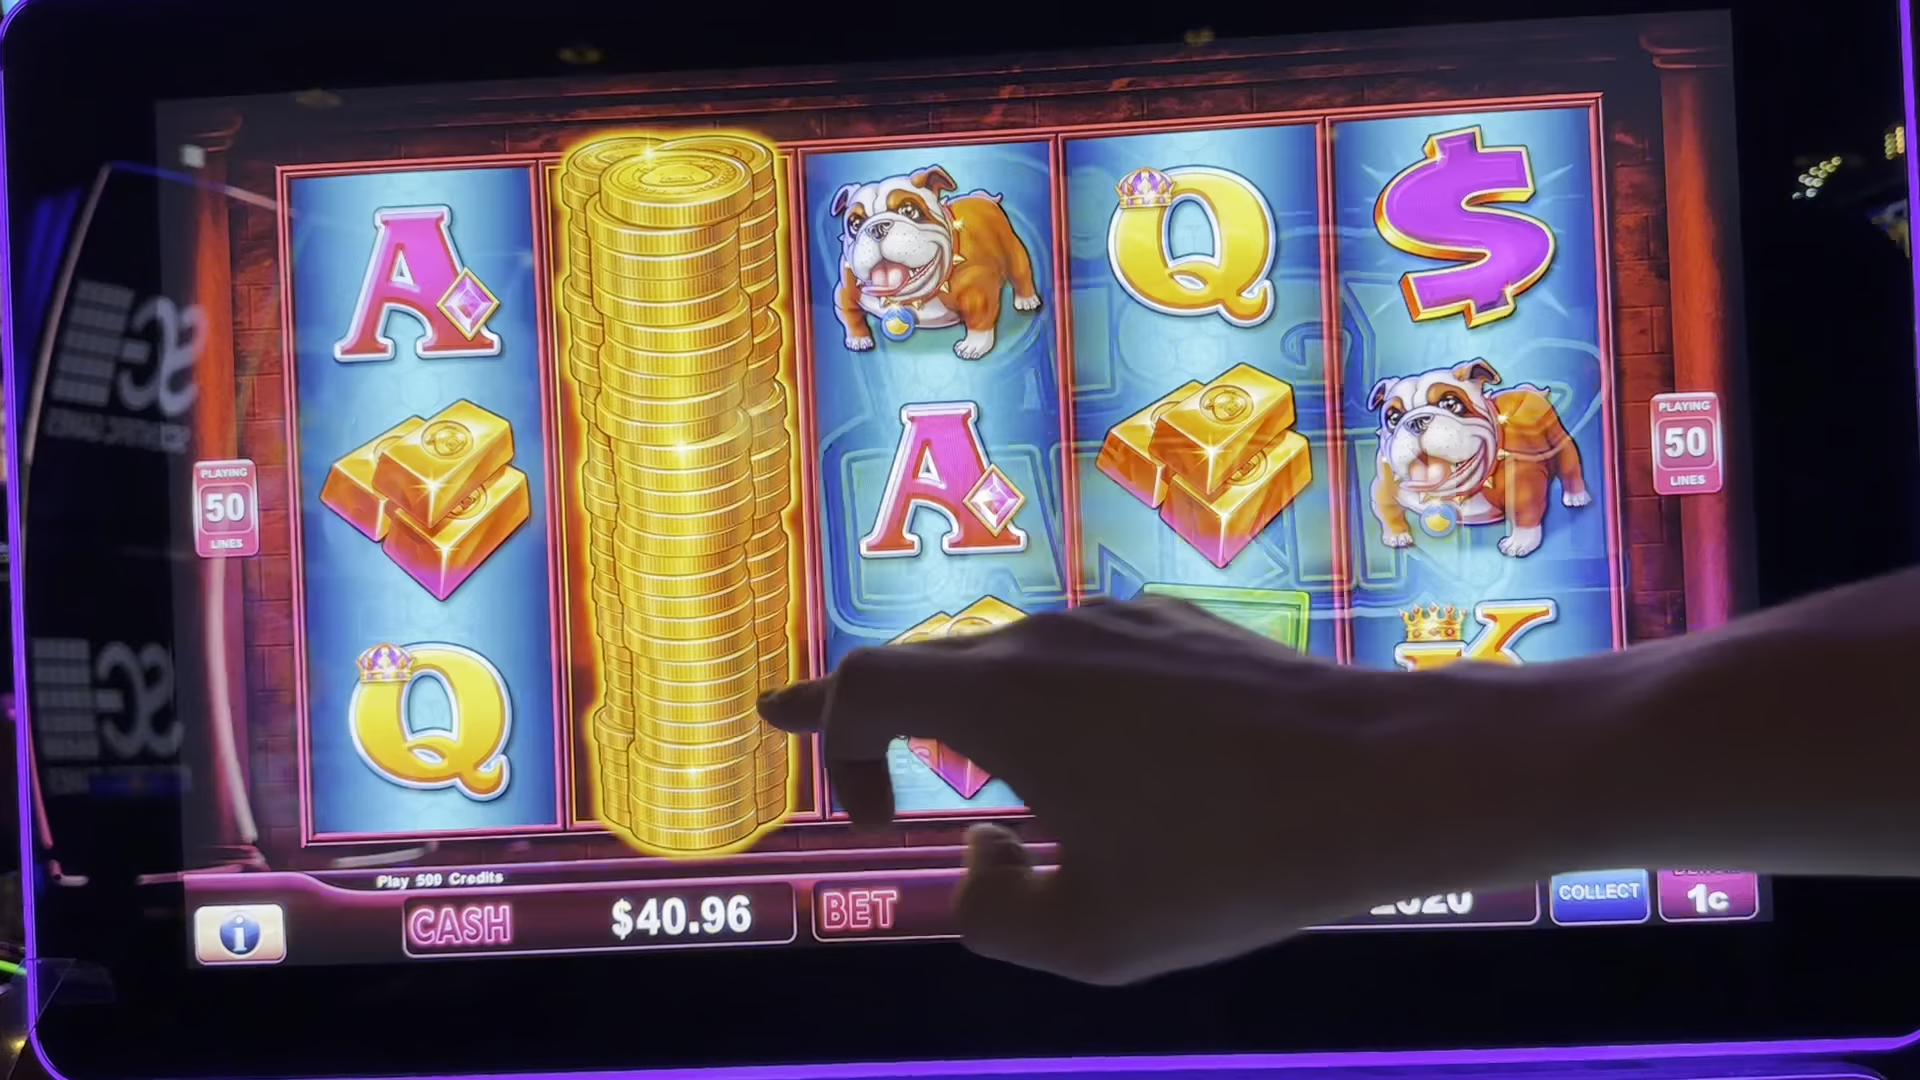 A
Q
$
A
Q
K
PLAYING
50
LINES
PLAYING
50
LINES
Play 500 Credits
CASH $40.96
BET
COLLECT
1c